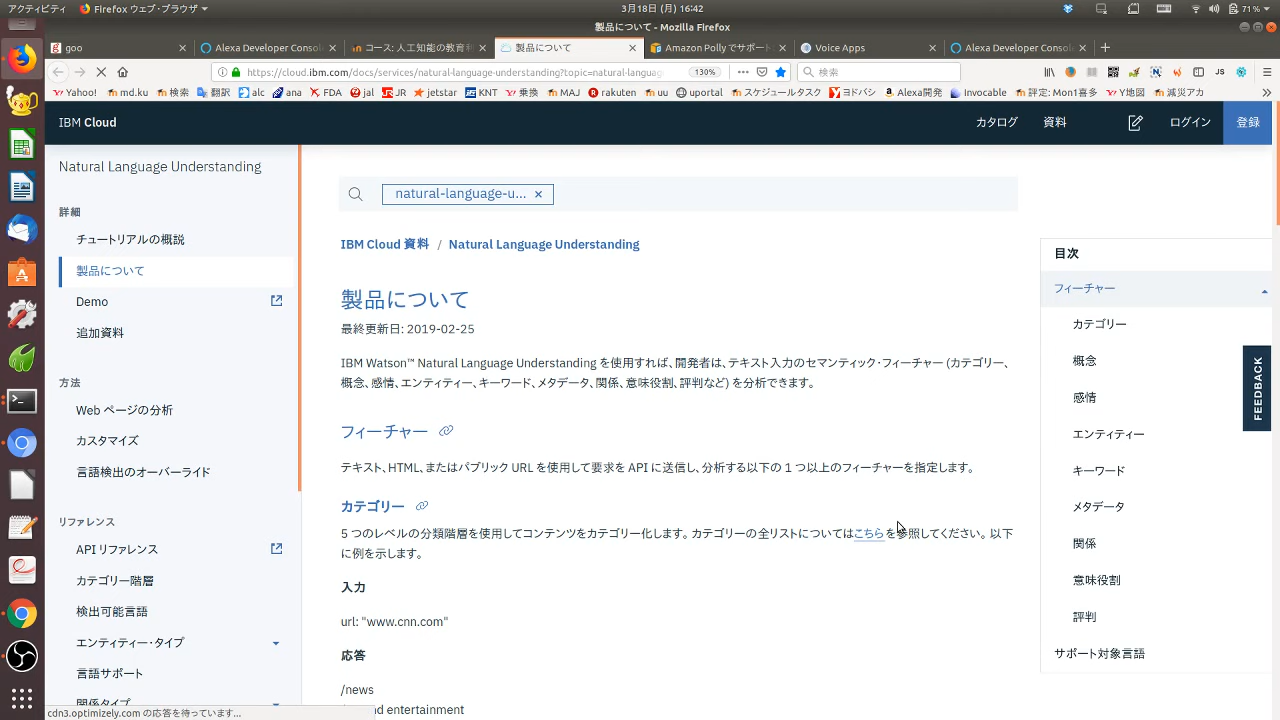 アクティビティ Firefox ウェブ・ブラウザ 3月18日 (月) 16:42 71%
製品について - Mozilla Firefox
goo Alexa Developer Consol コース: 人工知能の教育利 製品について Amazon Polly でサポート Voice Apps Alexa Developer Consol
https://cloud.ibm.com/docs/services/natural-language-understanding?topic=natural-languag 130% 検索
Yahoo! md.ku 検索 翻訳 alc ana FDA jal JR jetstar KNT 乗換 MAJ rakuten uu uportal スケジュールタスク ヨドバシ Alexa開発 Invocable 評定: Mon1喜多 Y地図 減災アカ
IBM Cloud カタログ 資料 ログイン 登録
Natural Language Understanding
詳細
チュートリアルの概説
製品について
Demo
追加資料
方法
Web ページの分析
カスタマイズ
言語検出のオーバーライド
リファレンス
API リファレンス
カテゴリー階層
検出可能言語
エンティティー・タイプ
言語サポート
関係タイプ
natural-language-u... ×
IBM Cloud 資料 / Natural Language Understanding
製品について
最終更新日: 2019-02-25
IBM Watson™ Natural Language Understanding を使用すれば、開発者は、テキスト入力のセマンティック・フィーチャー (カテゴリー、
概念、感情、エンティティー、キーワード、メタデータ、関係、意味役割、評判など) を分析できます。
フィーチャー
テキスト、HTML、またはパブリック URL を使用して要求を API に送信し、分析する以下の 1 つ以上のフィーチャーを指定します。
カテゴリー
5 つのレベルの分類階層を使用してコンテンツをカテゴリー化します。カテゴリーの全リストについてはこちらを参照してください。以下
に例を示します。
入力
url: "www.cnn.com"
応答
/news
entertainment
目次
フィーチャー
カテゴリー
概念
感情
エンティティー
キーワード
メタデータ
関係
意味役割
評判
サポート対象言語
FEEDBACK
cdn3.optimizely.com の応答を待っています...